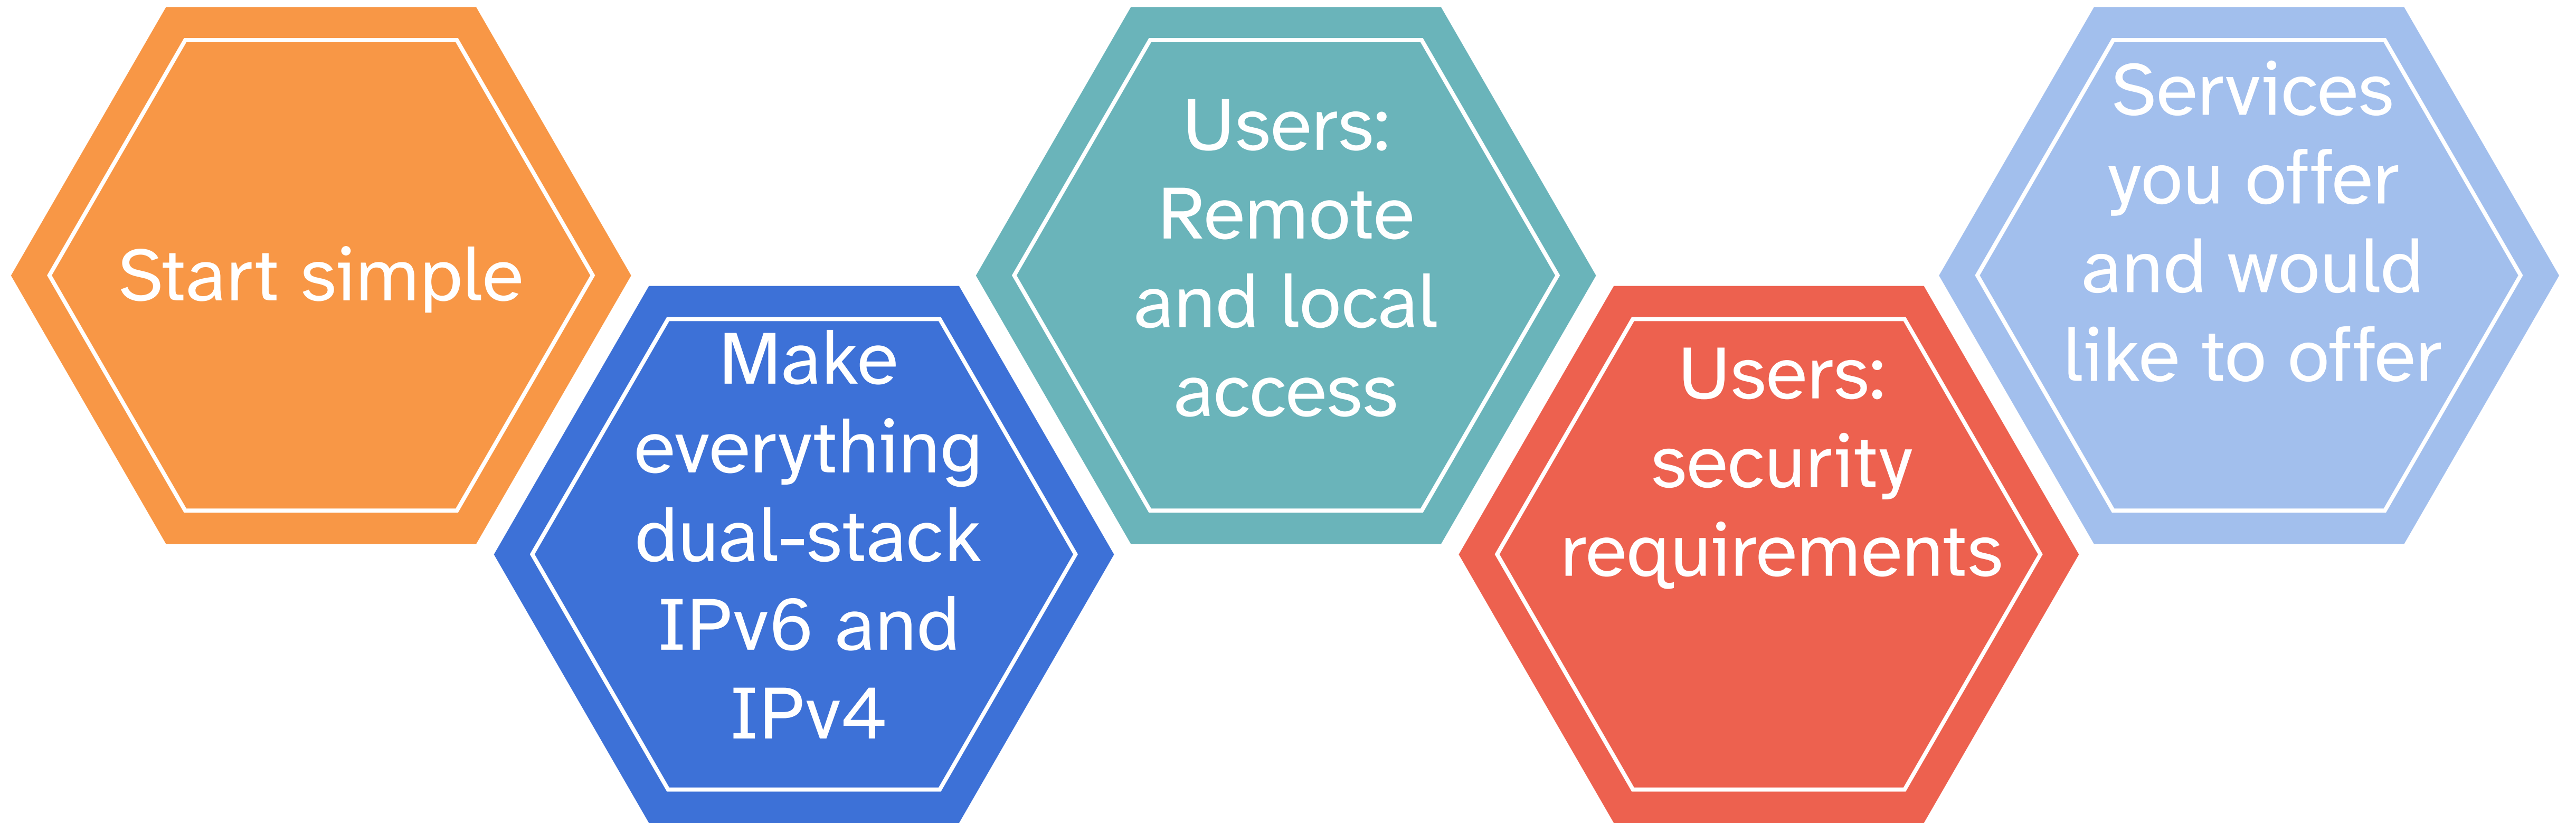 Start simple
Make
everything
dual-stack
IPv6 and
IPv4
Users:
Remote
and local
access
Users:
security
requirements
Services
you offer
and would
like to offer